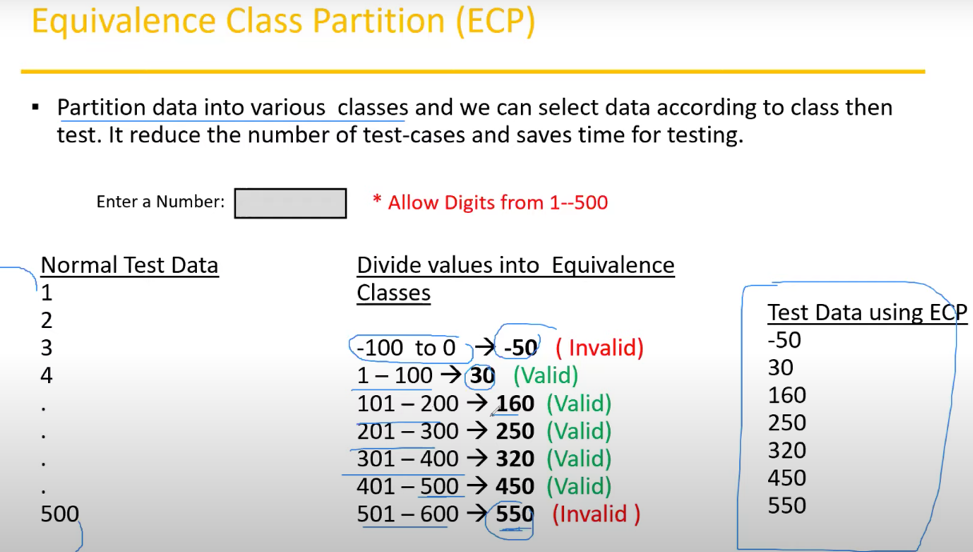 Equivalence Class Partition (ECP)
▪ Partition data into various classes and we can select data according to class then
test. It reduce the number of test-cases and saves time for testing.
Enter a Number:
* Allow Digits from 1--500
Normal Test Data
1
2
3
4
.
.
.
.
500
Divide values into Equivalence
Classes
-100 to 0 → -50 ( Invalid)
1 – 100 → 30 (Valid)
101 – 200 → 160 (Valid)
201 – 300 → 250 (Valid)
301 – 400 → 320 (Valid)
401 – 500 → 450 (Valid)
501 – 600 → 550 (Invalid )
Test Data using ECP
-50
30
160
250
320
450
550